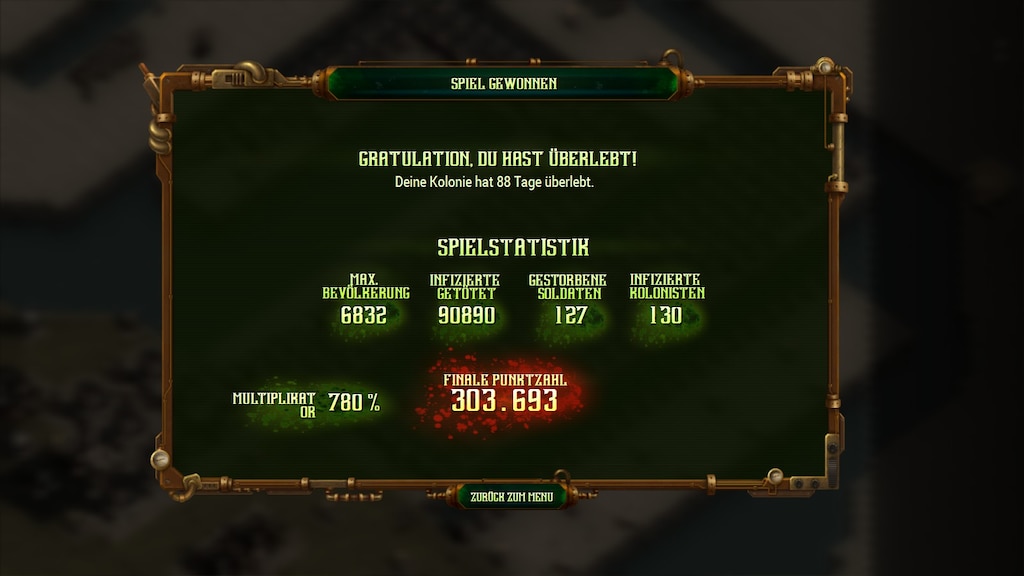 SPIEL GEWONNEN
GRATULATION, DU HAST ÜBERLEBT!
Deine Kolonie hat 88 Tage überlebt.
SPIELSTATISTIK
MAX. BEVÖLKERUNG
INFIZIERTE GETÖTET
GESTORBENE SOLDATEN
INFIZIERTE KOLONISTEN
6832
90890
127
130
MULTIPLIKAT
OR
780 %
FINALE PUNKTZAHL
303.693
ZURÜCK ZUM MENU